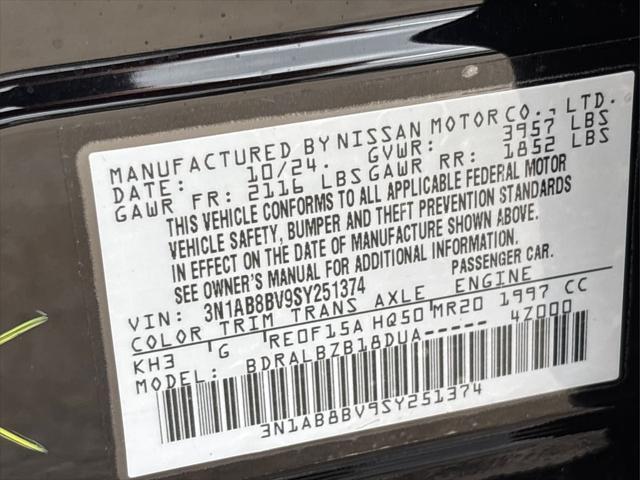 MANUFACTURED BY NISSAN MOTOR CO., LTD.
DATE: 10/24. GVWR: 3957 LBS
GAWR FR: 2116 LBS GAWR RR: 1852 LBS
THIS VEHICLE CONFORMS TO ALL APPLICABLE FEDERAL MOTOR
VEHICLE SAFETY, BUMPER AND THEFT PREVENTION STANDARDS
IN EFFECT ON THE DATE OF MANUFACTURE SHOWN ABOVE.
SEE OWNER'S MANUAL FOR ADDITIONAL INFORMATION.
VIN: 3N1AB8BV9SY251374 PASSENGER CAR.
COLOR TRIM TRANS AXLE ENGINE
KH3 'G 'RE0F15A HQ50 MR20 1997 CC
MODEL: BDRALBZB18DUA----- 4Z000
3N1AB8BV9SY251374